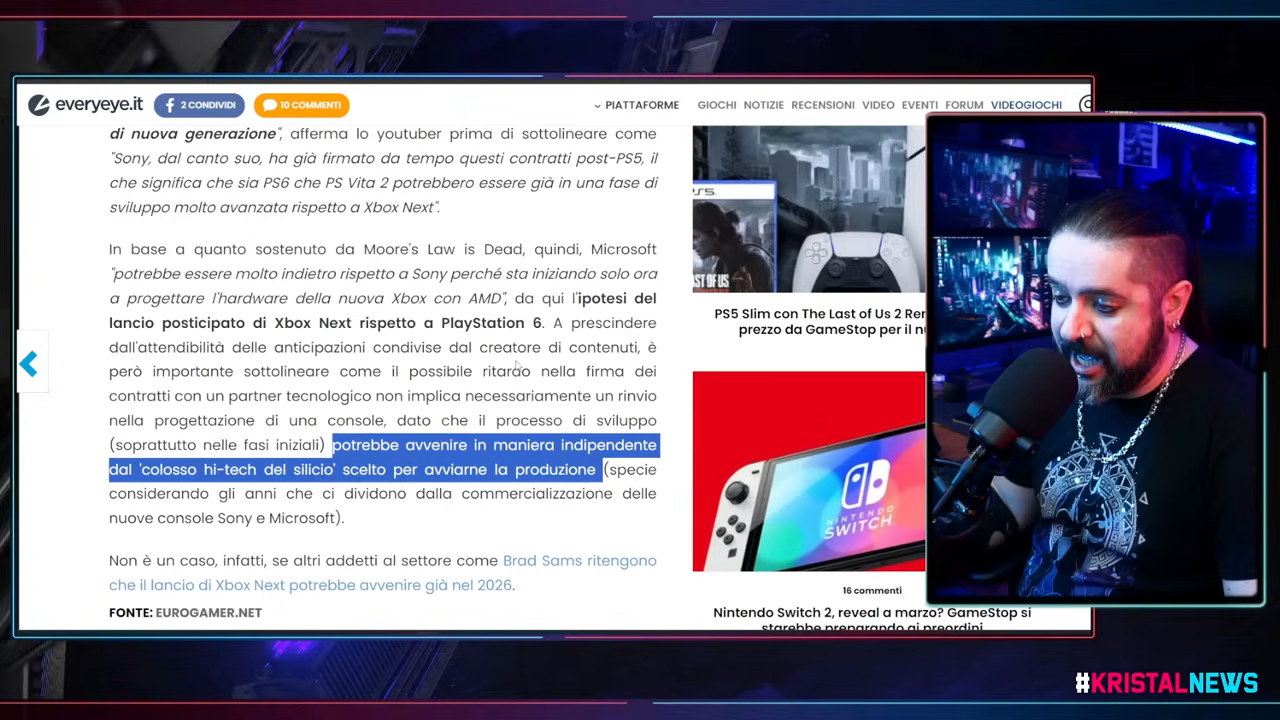 everyeye.it
2 CONDIVIDI
10 COMMENTI
PIATTAFORME
GIOCHI NOTIZIE RECENSIONI VIDEO EVENTI FORUM VIDEOGIOCHI
di nuova generazione", afferma lo youtuber prima di sottolineare come
"Sony, dal canto suo, ha già firmato da tempo questi contratti post-PS5, il
che significa che sia PS6 che PS Vita 2 potrebbero essere già in una fase di
sviluppo molto avanzata rispetto a Xbox Next".
In base a quanto sostenuto da Moore's Law is Dead, quindi, Microsoft
"potrebbe essere molto indietro rispetto a Sony perché sta iniziando solo ora
a progettare l'hardware della nuova Xbox con AMD", da qui l'ipotesi del
lancio posticipato di Xbox Next rispetto a PlayStation 6. A prescindere
dall'attendibilità delle anticipazioni condivise dal creatore di contenuti, è
però importante sottolineare come il possibile ritardo nella firma dei
contratti con un partner tecnologico non implica necessariamente un rinvio
nella progettazione di una console, dato che il processo di sviluppo
(soprattutto nelle fasi iniziali) potrebbe avvenire in maniera indipendente
dal 'colosso hi-tech del silicio' scelto per avviarne la produzione (specie
considerando gli anni che ci dividono dalla commercializzazione delle
nuove console Sony e Microsoft).
Non è un caso, infatti, se altri addetti al settore come Brad Sams ritengono
che il lancio di Xbox Next potrebbe avvenire già nel 2026.
FONTE: EUROGAMER.NET
PS5 Slim con The Last of Us 2
prezzo da GameStop per il
NINTENDO
SWITCH
16 commenti
Nintendo Switch 2, reveal a marzo? GameStop si
starebbe preparando ai preordini
#KRISTALNEWS